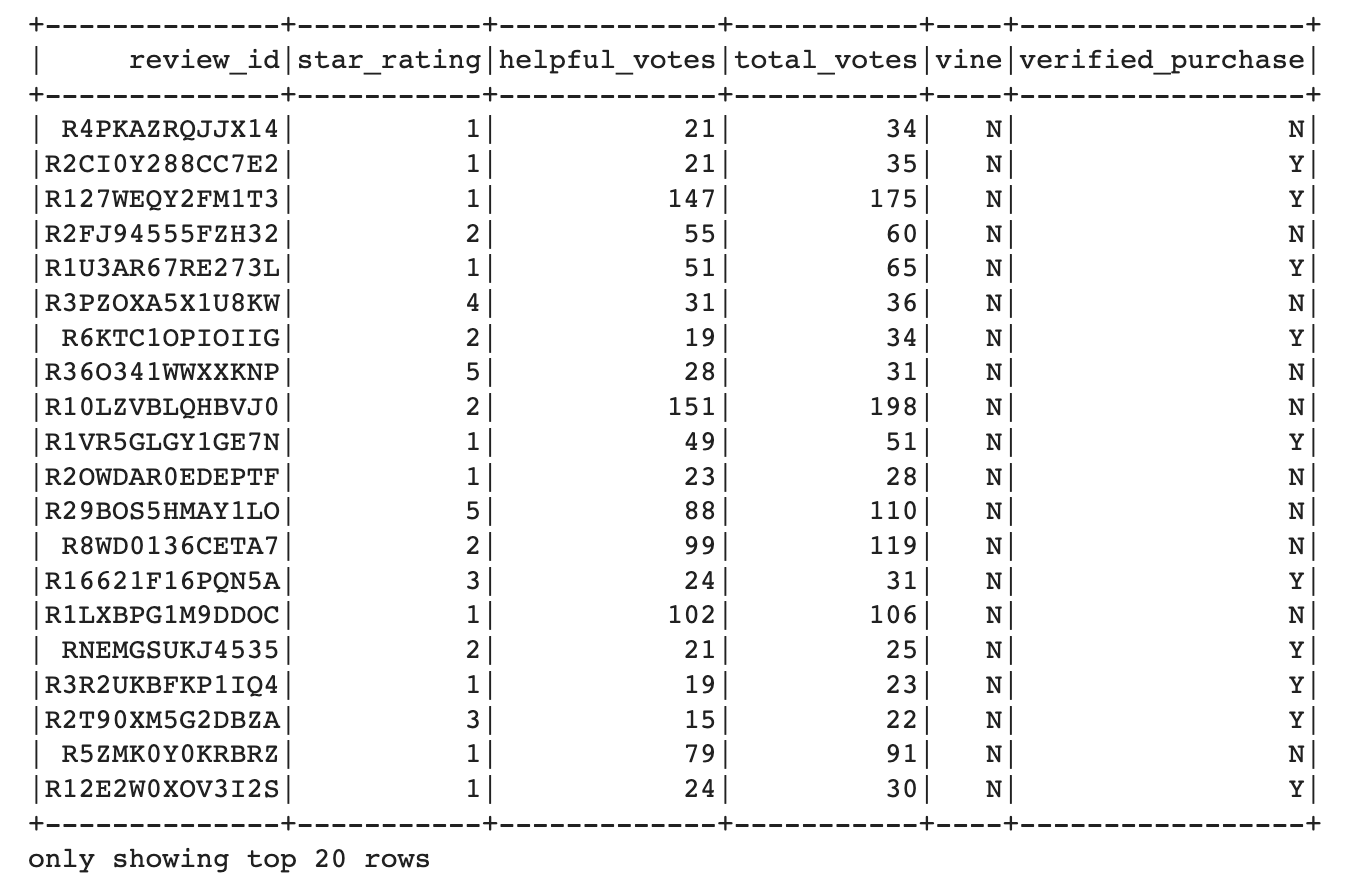 +--------------+-----------+-------------+-----------+----+-----------------+
|     review_id|star_rating|helpful_votes|total_votes|vine|verified_purchase|
+--------------+-----------+-------------+-----------+----+-----------------+
| R4PKAZRQJJX14|          1|           21|         34|   N|                N|
|R2CI0Y288CC7E2|          1|           21|         35|   N|                Y|
|R127WEQY2FM1T3|          1|          147|        175|   N|                Y|
|R2FJ94555FZH32|          2|           55|         60|   N|                N|
|R1U3AR67RE273L|          1|           51|         65|   N|                Y|
|R3PZOXA5X1U8KW|          4|           31|         36|   N|                N|
| R6KTC1OPIOIIG|          2|           19|         34|   N|                Y|
|R36O341WWXXKNP|          5|           28|         31|   N|                N|
|R10LZVBLQHBVJ0|          2|          151|        198|   N|                N|
|R1VR5GLGY1GE7N|          1|           49|         51|   N|                Y|
|R2OWDAR0EDEPTF|          1|           23|         28|   N|                N|
|R29BOS5HMAY1LO|          5|           88|        110|   N|                N|
| R8WD0136CETA7|          2|           99|        119|   N|                N|
|R16621F16PQN5A|          3|           24|         31|   N|                Y|
|R1LXBPG1M9DDOC|          1|          102|        106|   N|                N|
| RNEMGSUKJ4535|          2|           21|         25|   N|                Y|
|R3R2UKBFKP1IQ4|          1|           19|         23|   N|                Y|
|R2T90XM5G2DBZA|          3|           15|         22|   N|                Y|
| R5ZMK0Y0KRBRZ|          1|           79|         91|   N|                N|
|R12E2W0XOV3I2S|          1|           24|         30|   N|                Y|
+--------------+-----------+-------------+-----------+----+-----------------+
only showing top 20 rows